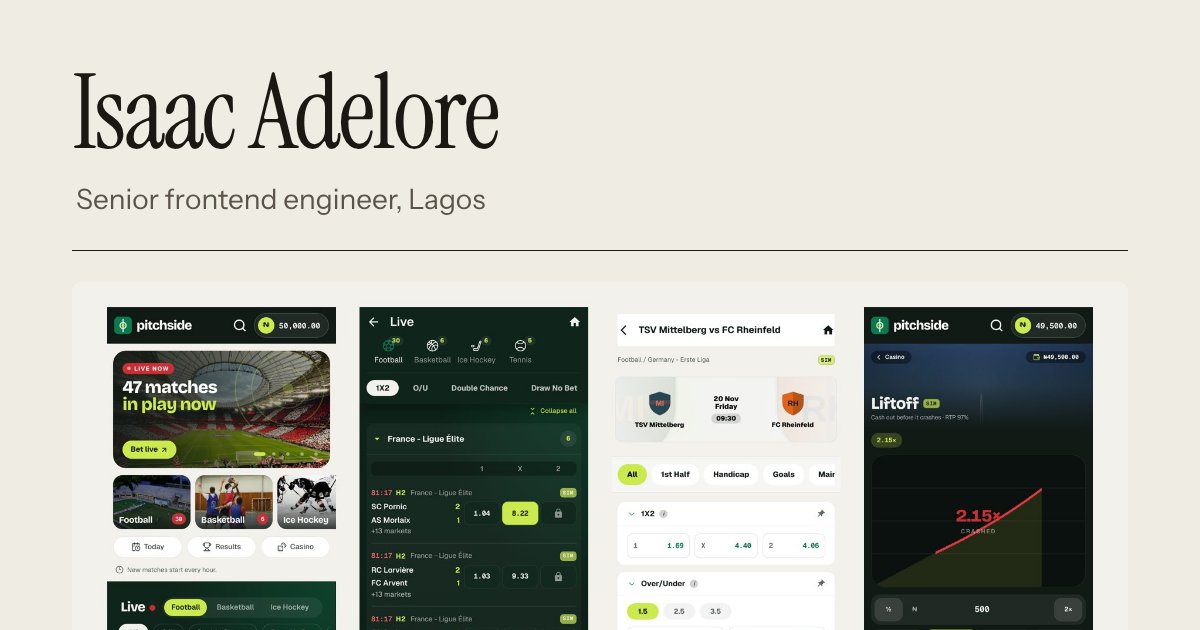 Isaac Adelore
Senior frontend engineer, Lagos
pitchside
50,000.00
LIVE NOW
47 matches
in play now
Bet live
Football
30
Basketball
6
Ice Hockey
Today
Results
Casino
New matches start every hour.
Live
Football
Basketball
Ice Hockey
Live
Football
30
Basketball
6
Ice Hockey
6
Tennis
5
1X2
O/U
Double Chance
Draw No Bet
Collapse all
France - Ligue Élite
6
1 X 2
81:17 H2 France - Ligue Élite
SIM
SC Pornic 2
AS Morlaix 1
1.04
8.22
+13 markets
81:17 H2 France - Ligue Élite
SIM
RC Lorvière 2
FC Arvent 1
1.03
9.33
+13 markets
81:17 H2 France - Ligue Élite
SIM
TSV Mittelberg vs FC Rheinfeld
Football / Germany - Erste Liga
SIM
MI
TSV Mittelberg
20 Nov
Friday
09:30
RH
FC Rheinfeld
All
1st Half
Handicap
Goals
Main
1X2
1 1.69
X 4.40
2 4.06
Over/Under
1.5
2.5
3.5
pitchside
₦ 49,500.00
Casino
₦49,500.00
Liftoff
SIM
Cash out before it crashes · RTP 97%
2.15×
2.15×
CRASHED
½
₦
500
2×